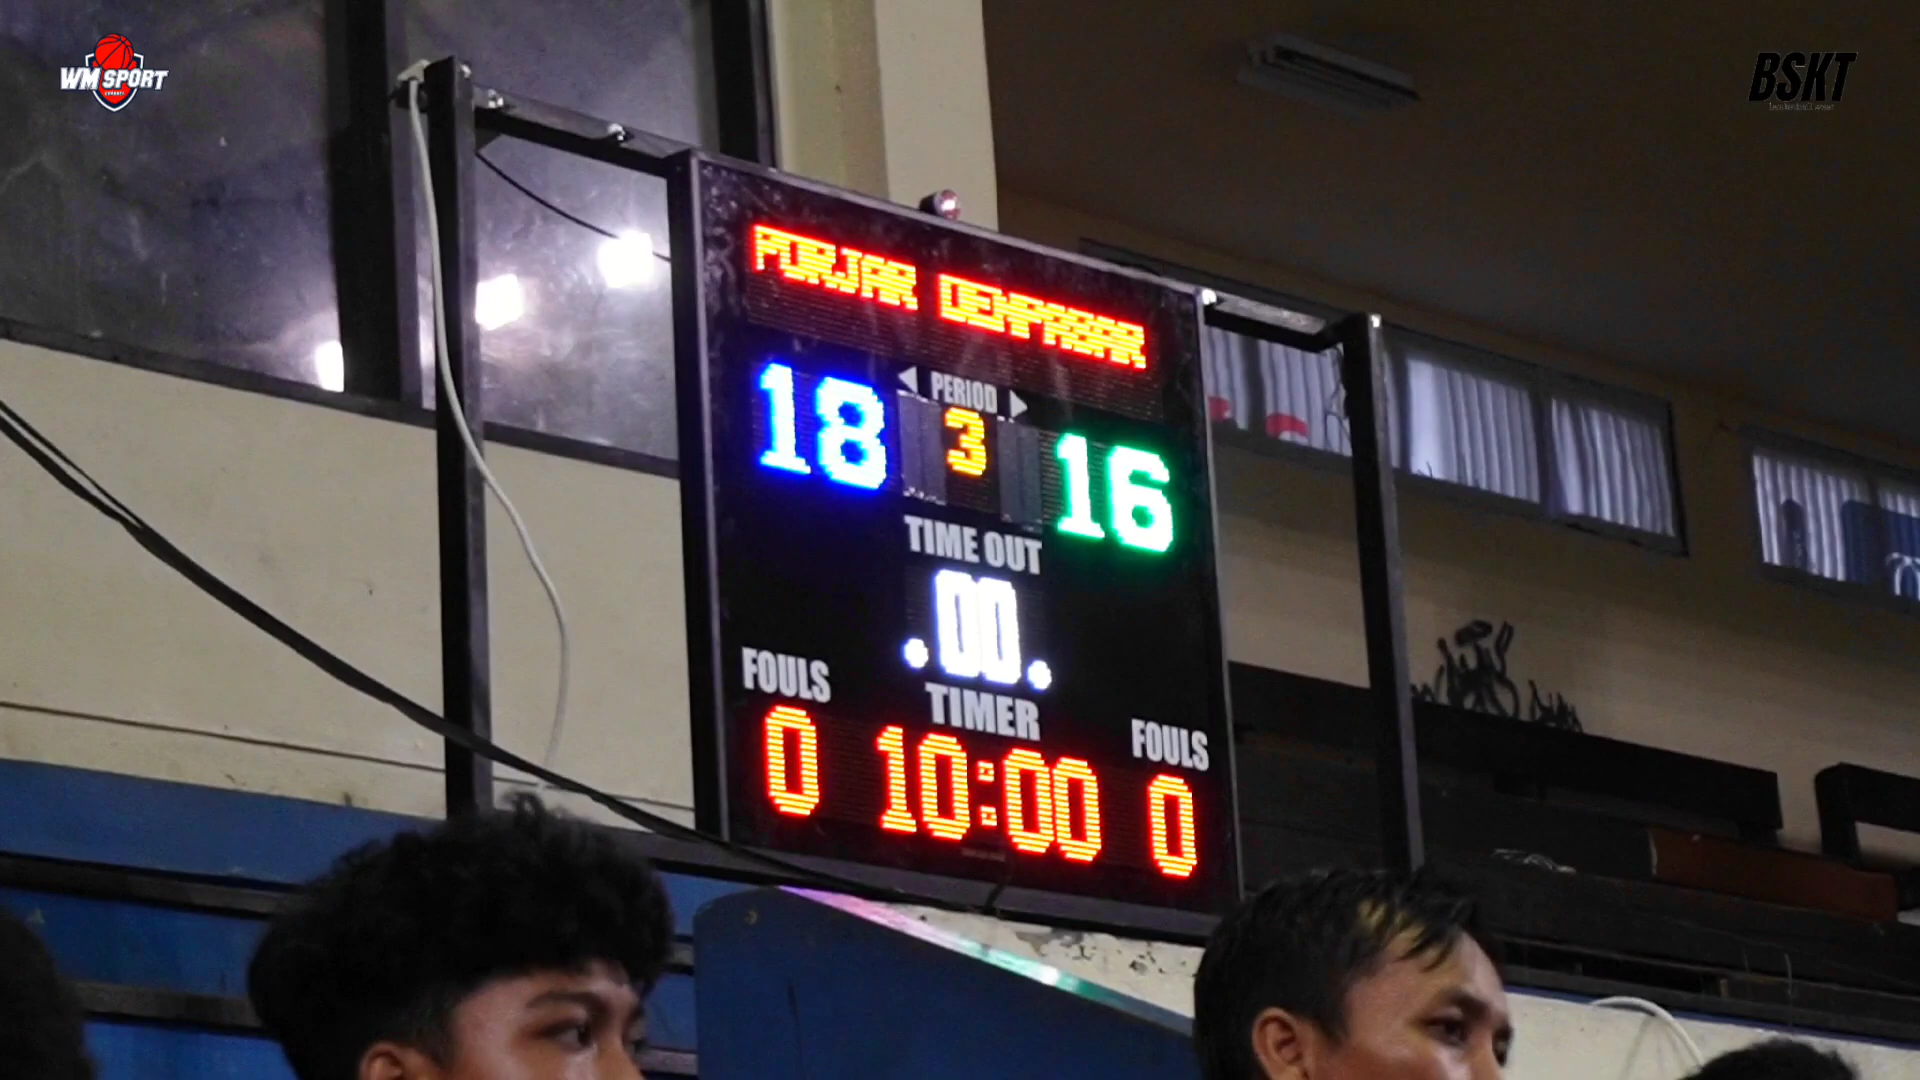 WM SPORT
BSKT
PORJAR DENPASAR
PERIOD
18 3 16
TIME OUT
.00.
FOULS
TIMER
FOULS
0 10:00 0